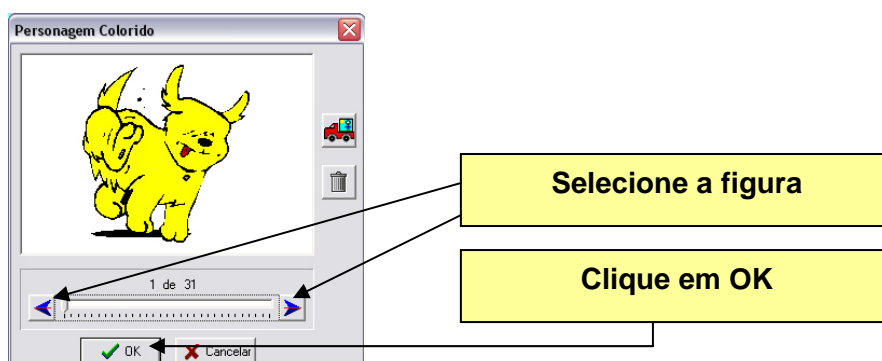 Personagem Colorido
Selecione a figura
1 de 31
Clique em OK
OK
Cancelar